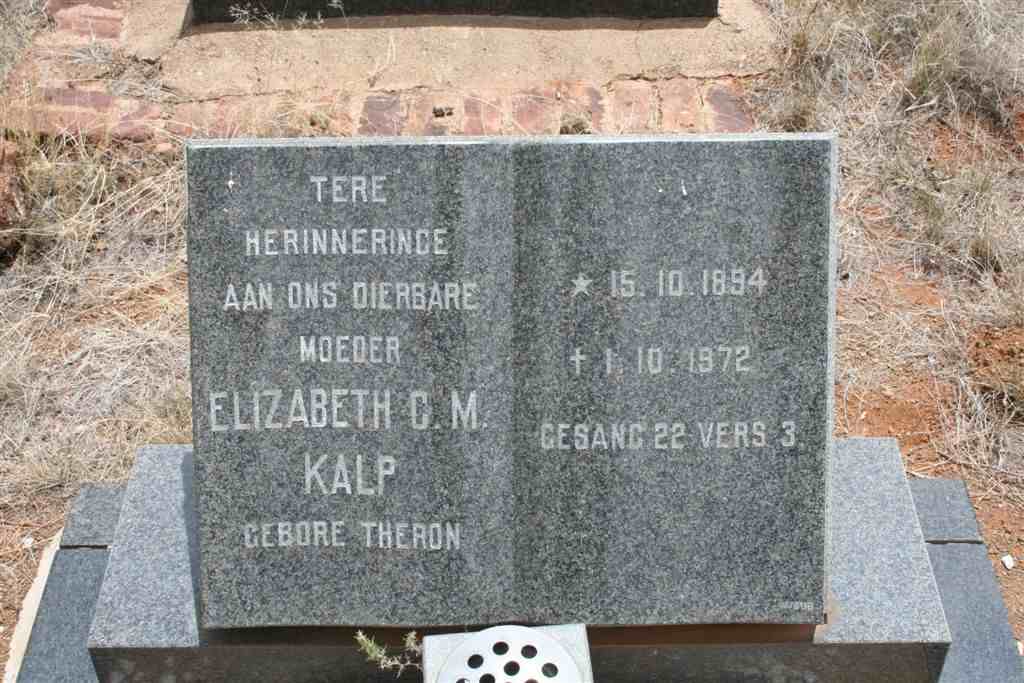 TERE
HERINNERINGE
AAN ONS DIERBARE
MOEDER
ELIZABETH C. M.
KALP
GEBORE THERON
★ 15. 10. 1894
✝ 1. 10. 1972
GESANG 22 VERS 3.